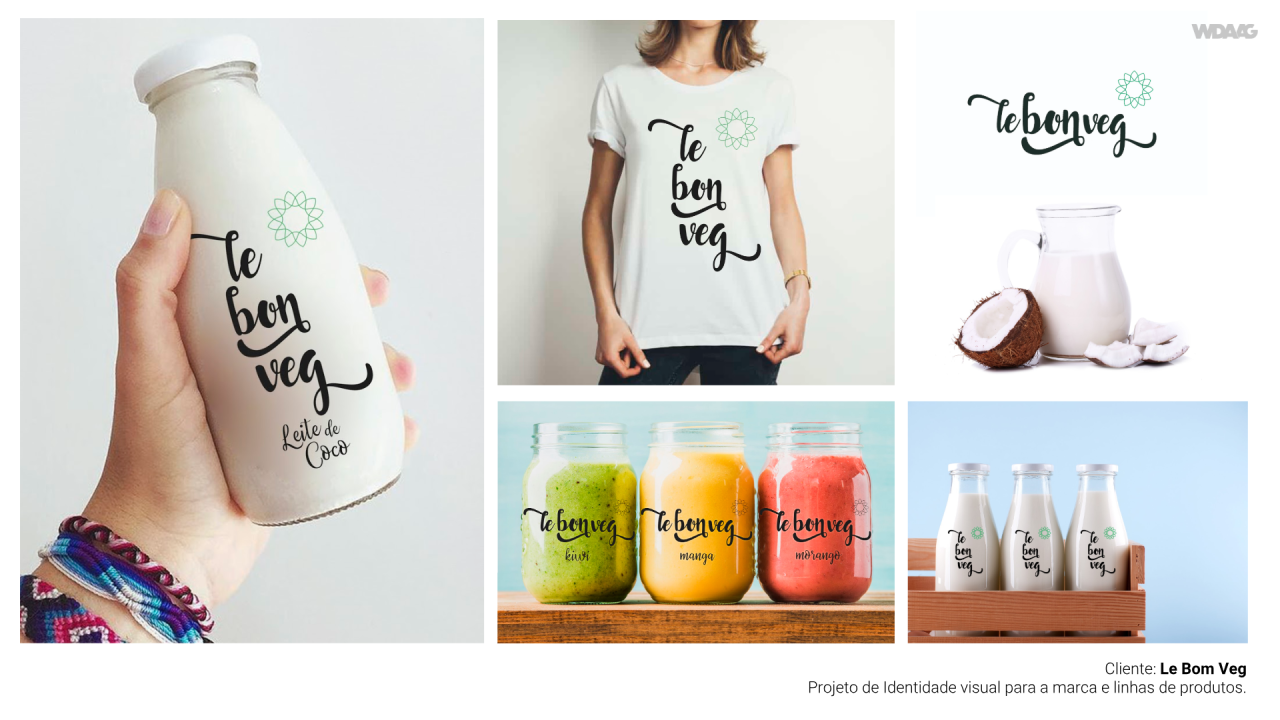 le
bon
veg
Leite de
Coco
le
bon
veg
WDAAG
le bon veg
le bon veg
kiwi
le bon veg
manga
le bon veg
morango
le
bon
veg
le
bon
veg
le
bon
veg
Cliente: Le Bom Veg
Projeto de Identidade visual para a marca e linhas de produtos.